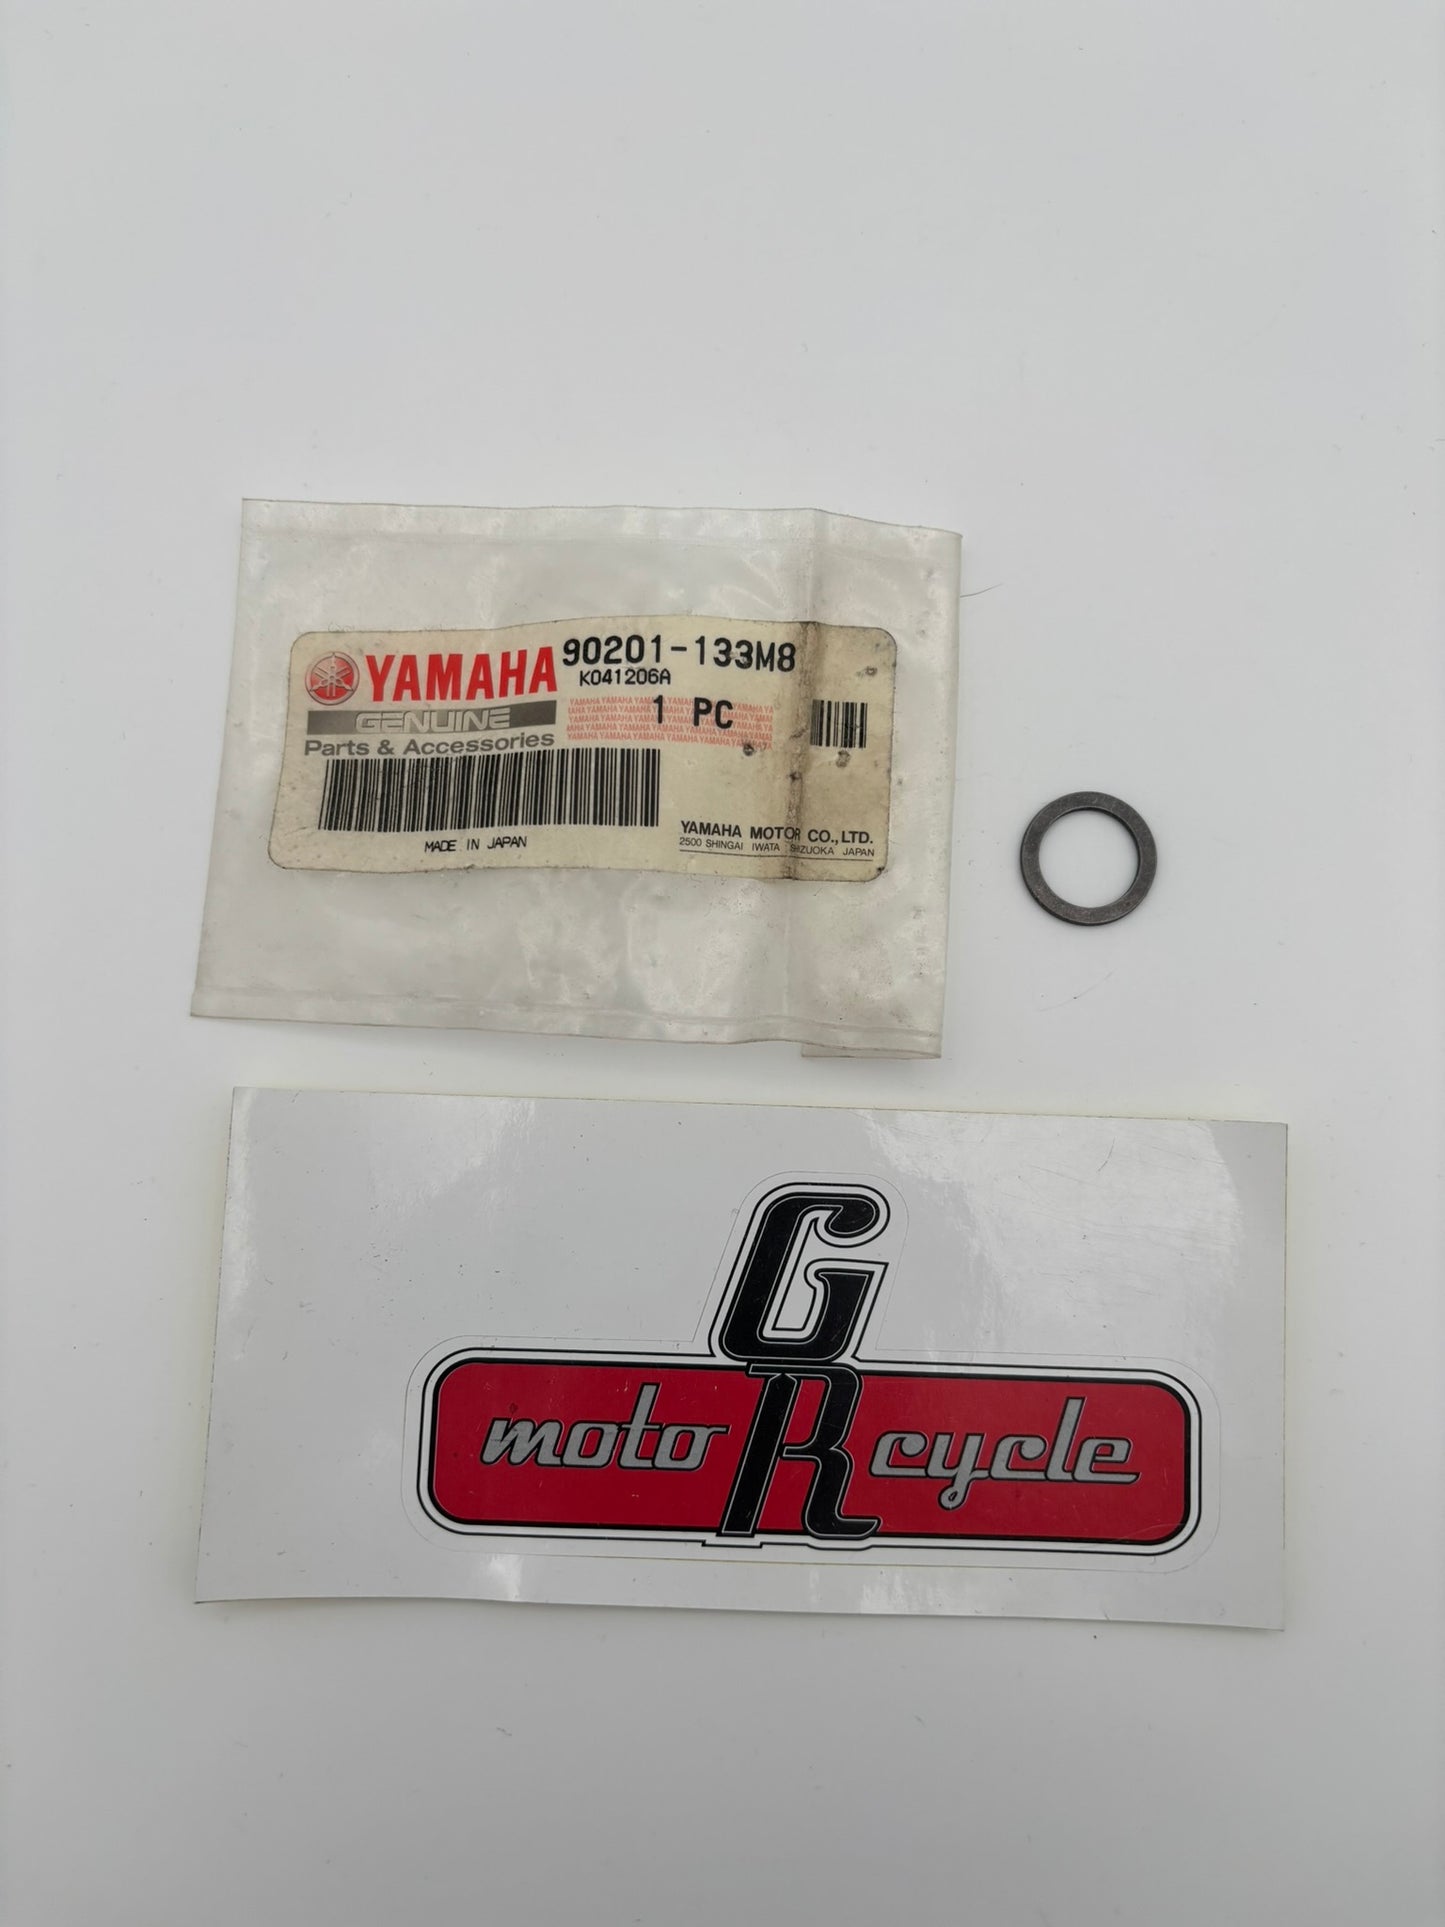 YAMAHA 90201-133M8
K041206A
GENUINE 1 PC
Parts & Accessories
YAMAHA MOTOR CO.,LTD.
2500 SHINGAI IWATA SHIZUOKA JAPAN
MADE IN JAPAN
GR
moto cycle